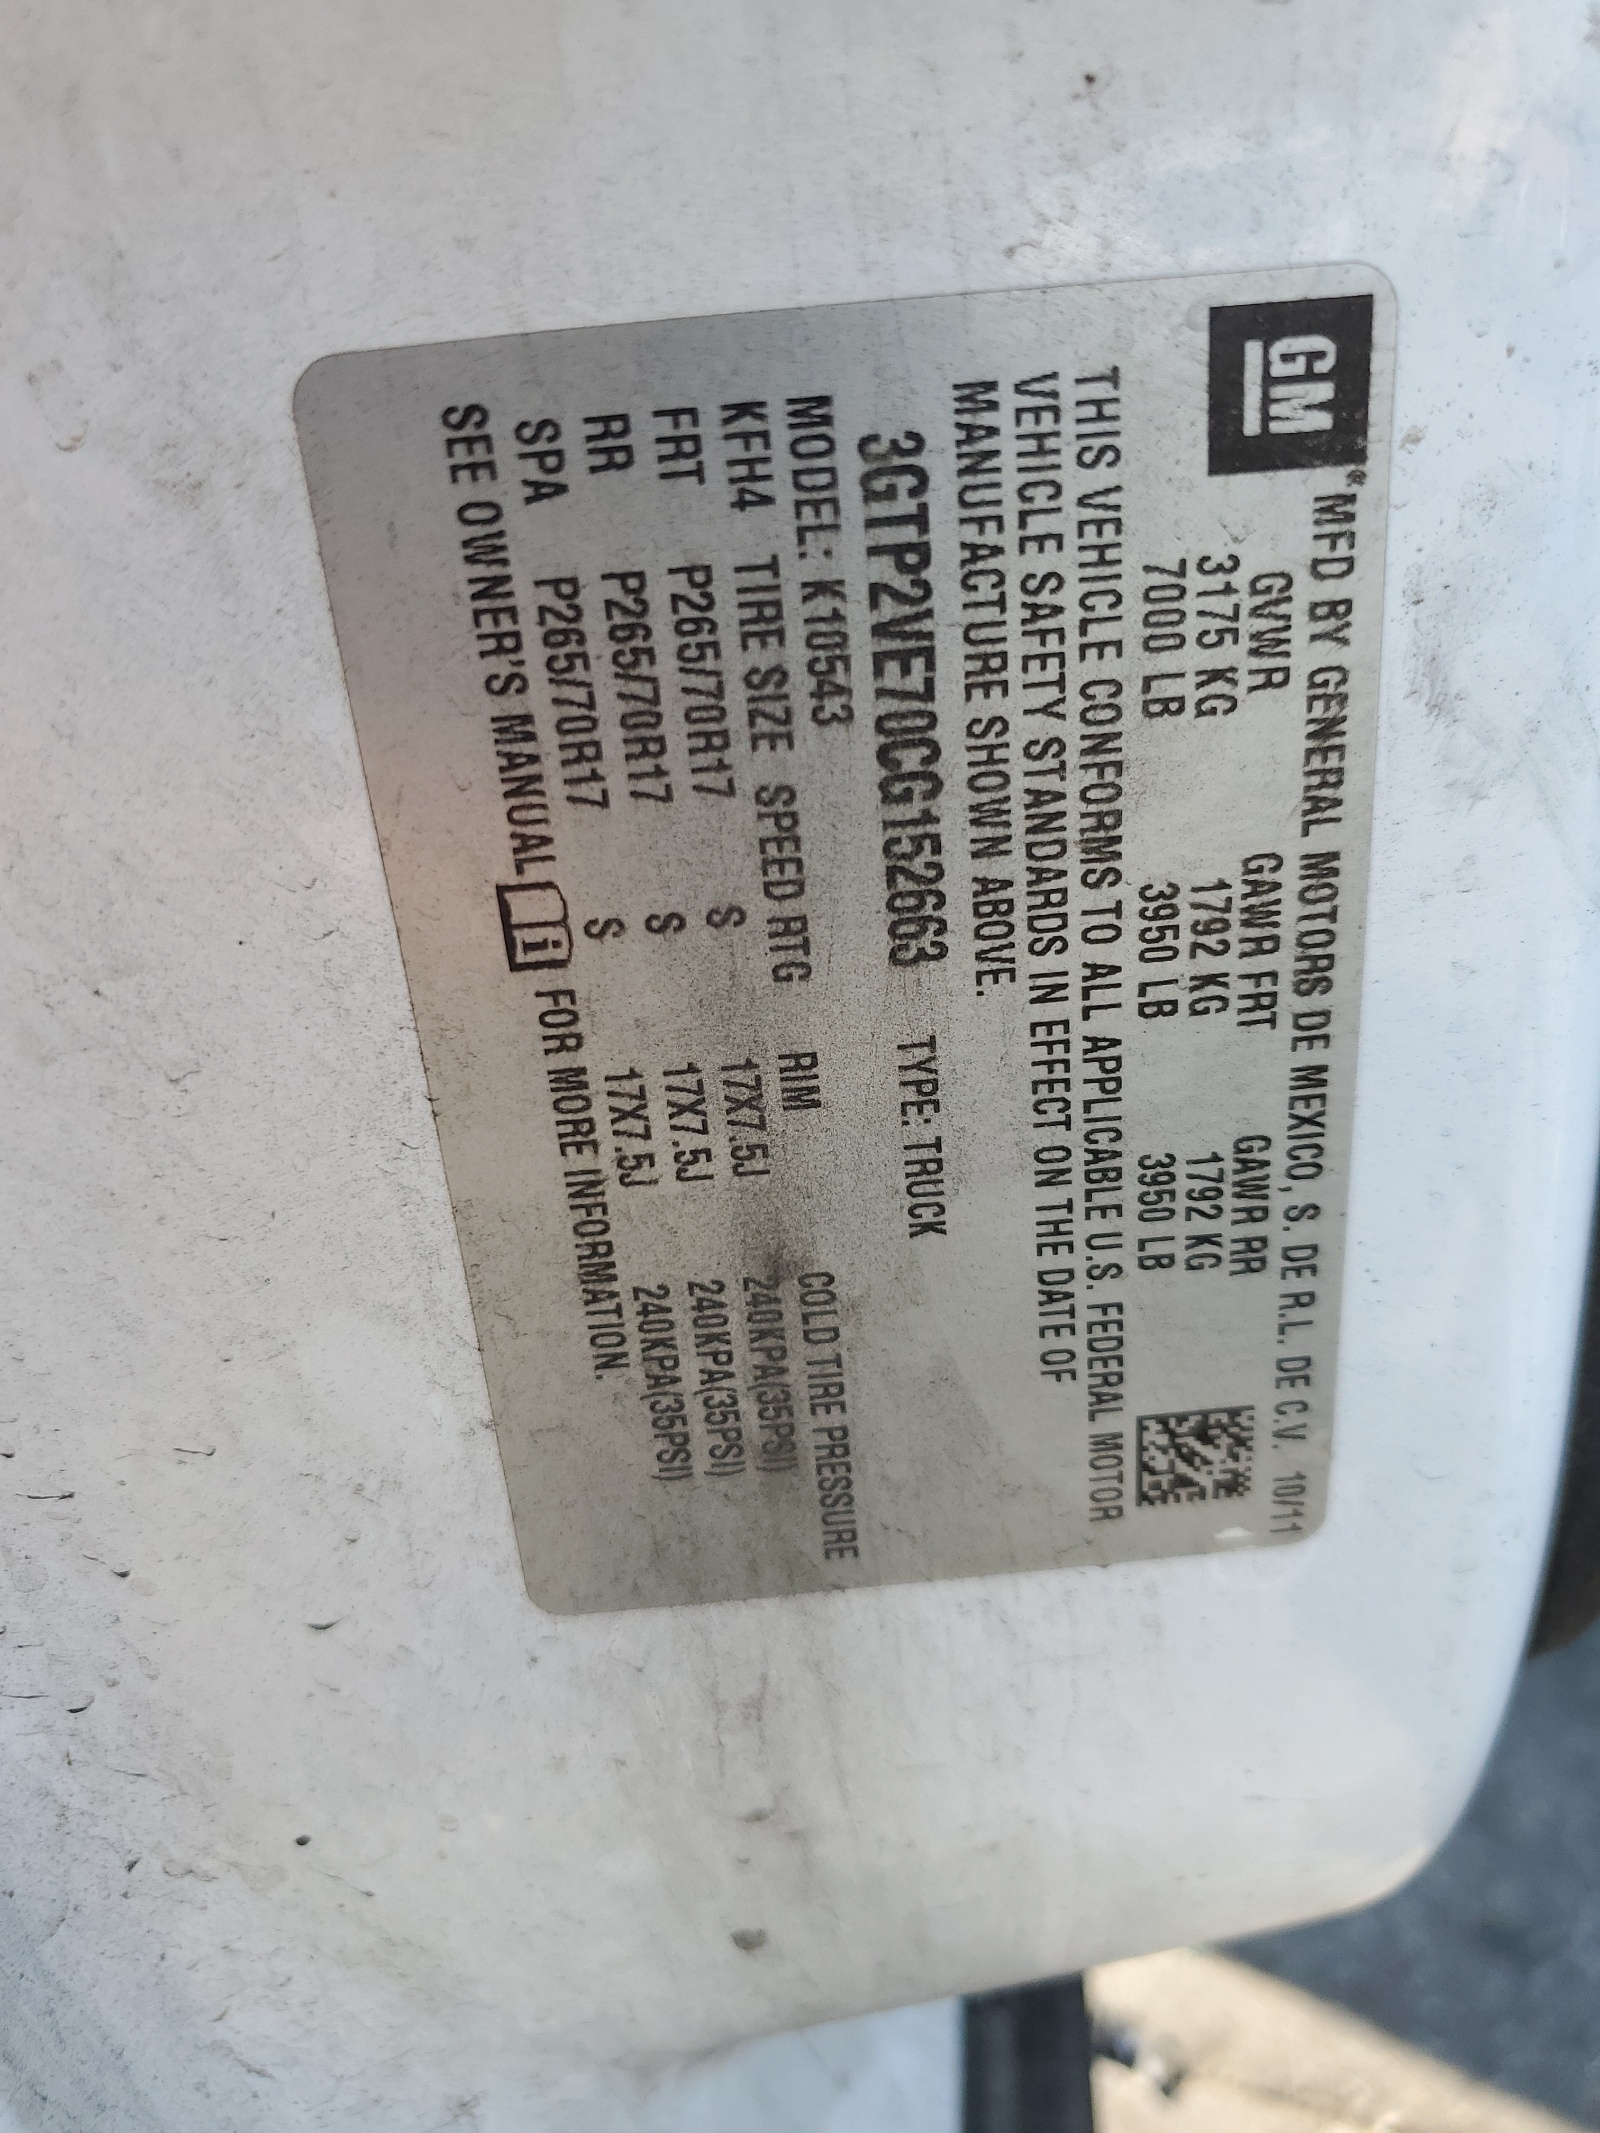 GM
*MFD BY GENERAL MOTORS DE MEXICO, S. DE R.L. DE C.V. 10/11
GVWR GAWR FRT GAWR RR
3175 KG 1792 KG 1792 KG
7000 LB 3950 LB 3950 LB
THIS VEHICLE CONFORMS TO ALL APPLICABLE U.S. FEDERAL MOTOR
VEHICLE SAFETY STANDARDS IN EFFECT ON THE DATE OF
MANUFACTURE SHOWN ABOVE.
3GTP2VE70CG152663 TYPE: TRUCK
MODEL: K10543
KFH4 TIRE SIZE SPEED RTG RIM COLD TIRE PRESSURE
FRT P265/70R17 S 17X7.5J 240KPA(35PSI)
RR P265/70R17 S 17X7.5J 240KPA(35PSI)
SPA P265/70R17 S 17X7.5J 240KPA(35PSI)
SEE OWNER'S MANUAL i FOR MORE INFORMATION.